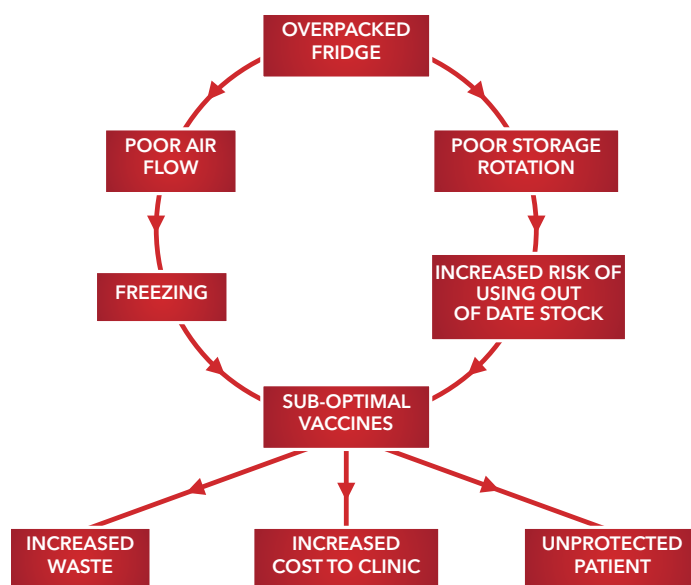 OVERPACKED
FRIDGE
POOR AIR
FLOW
POOR STORAGE
ROTATION
FREEZING
INCREASED RISK OF
USING OUT
OF DATE STOCK
SUB-OPTIMAL
VACCINES
INCREASED
WASTE
INCREASED
COST TO CLINIC
UNPROTECTED
PATIENT